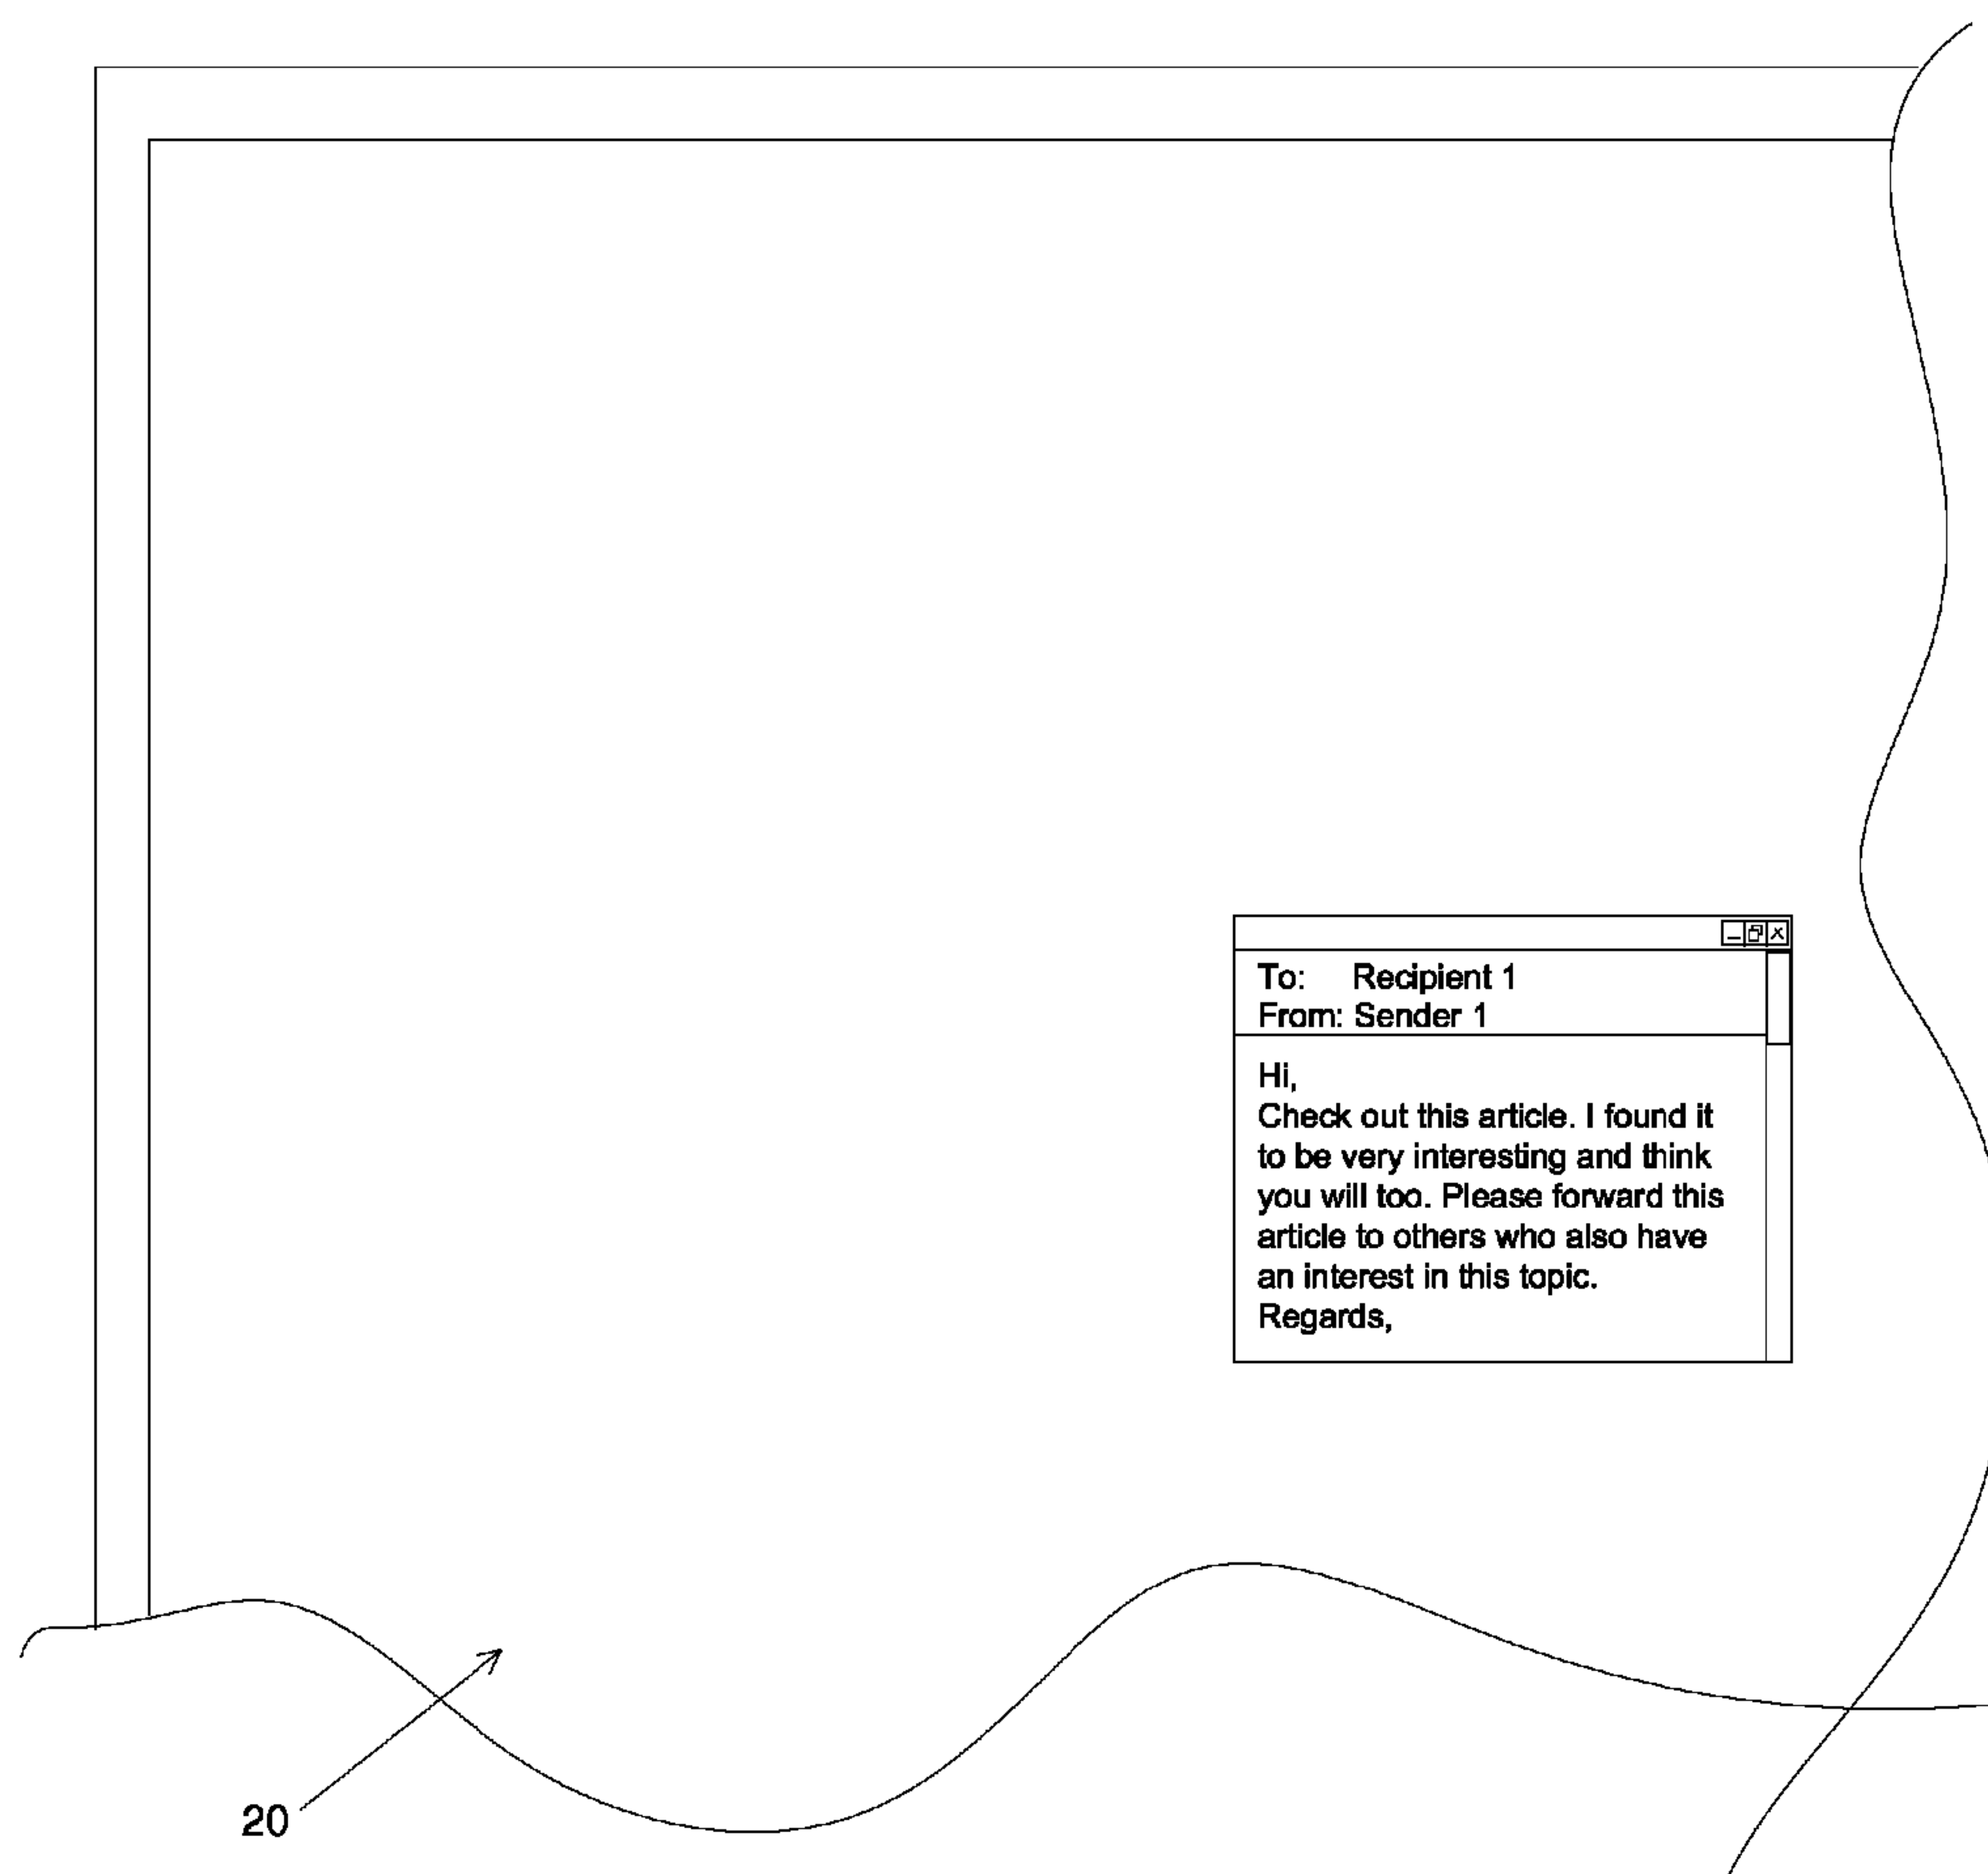 To: Recipient 1
From: Sender 1
Hi,
Check out this article. I found it
to be very interesting and think
you will too. Please forward this
article to others who also have
an interest in this topic.
Regards,
20